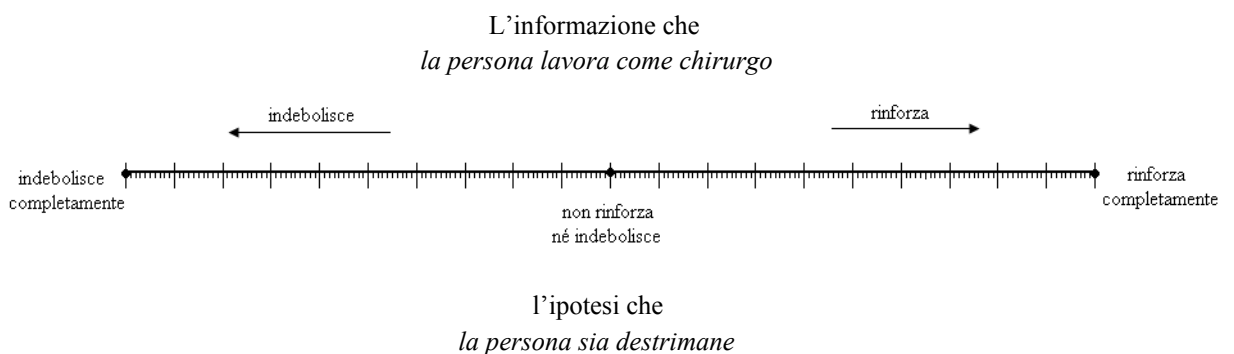 L’informazione che
la persona lavora come chirurgo
indebolisce
rinforza
indebolisce
completamente
rinforza
completamente
non rinforza
né indebolisce
l’ipotesi che
la persona sia destrimane